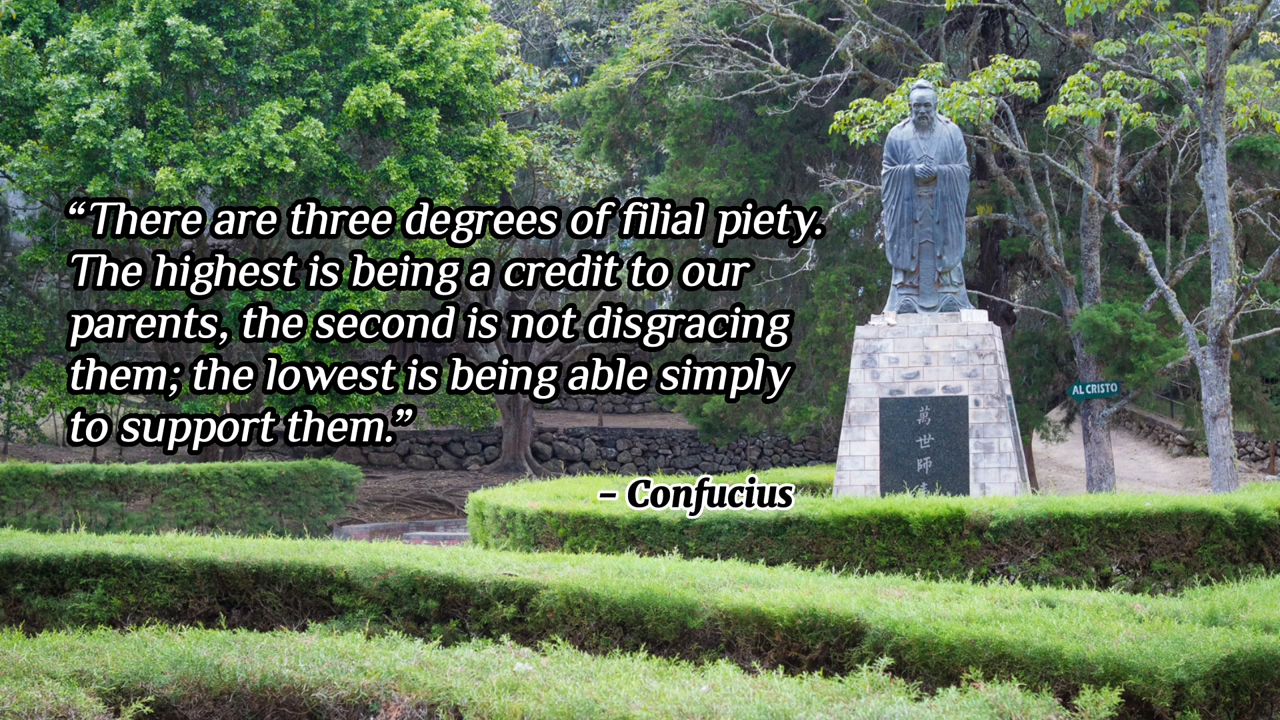 “There are three degrees of filial piety.
The highest is being a credit to our
parents, the second is not disgracing
them; the lowest is being able simply
to support them.”
– Confucius
AL CRISTO
萬世師